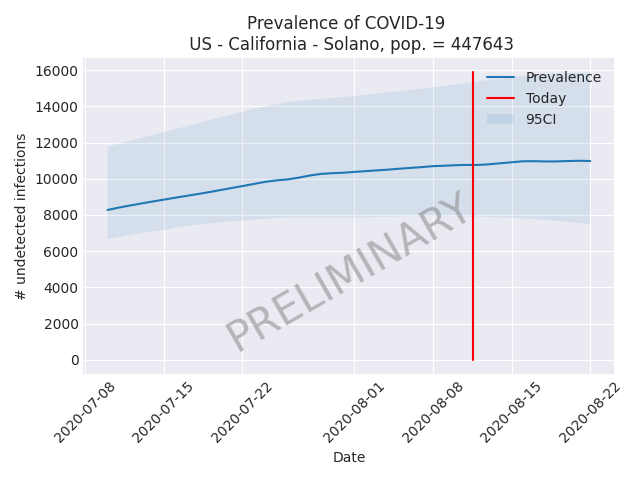 Prevalence of COVID-19
US - California - Solano, pop. = 447643
16000
14000
12000
10000
8000
6000
4000
2000
0
# undetected infections
Prevalence
Today
95CI
PRELIMINARY
2020-07-08
2020-07-15
2020-07-22
2020-08-01
2020-08-08
2020-08-15
2020-08-22
Date